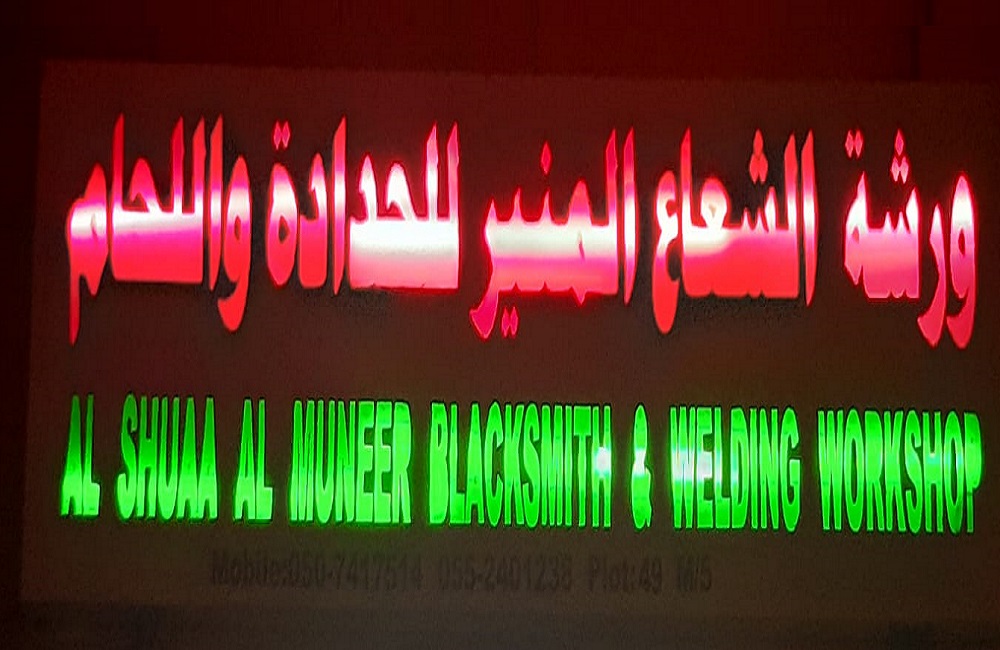 ورشة الشعاع المنير للحدادة واللحام
AL SHUAA AL MUNEER BLACKSMITH & WELDING WORKSHOP
Mobile:050-7417514 055-2401238 Plot:49 M/5